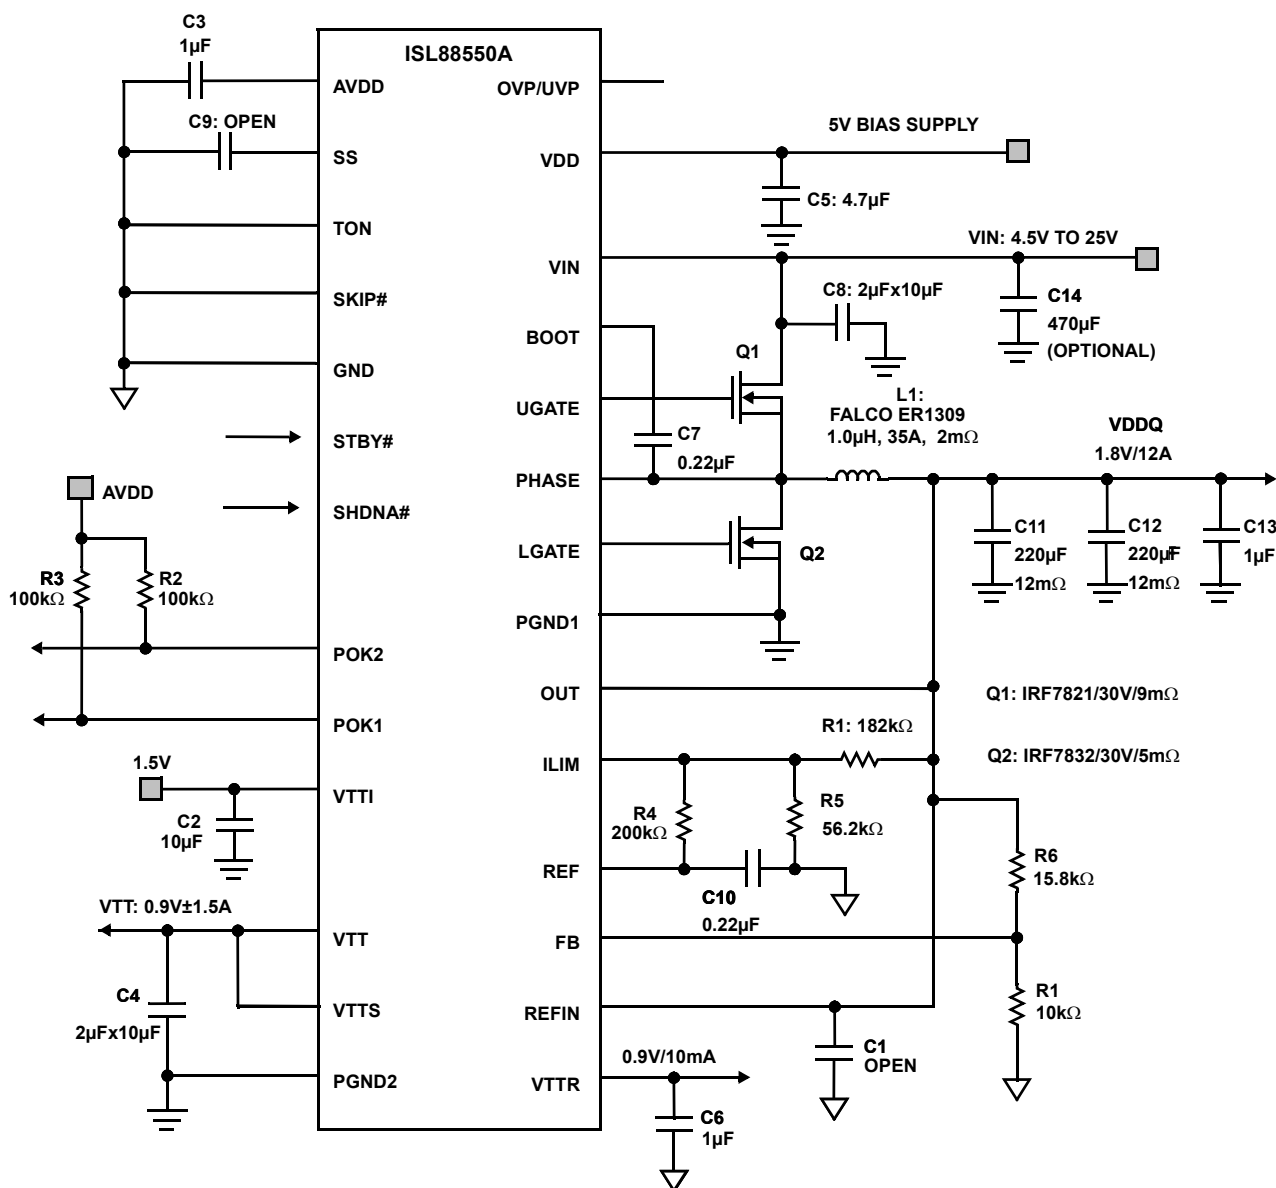 ISL88550A
C3
1µF
AVDD
C9: OPEN
SS
TON
SKIP#
GND
STBY#
SHDNA#
AVDD
R3
100kΩ
R2
100kΩ
POK2
POK1
1.5V
VTTI
C2
10µF
VTT: 0.9V±1.5A
VTT
C4
2µFx10µF
VTTS
PGND2
OVP/UVP
VDD
5V BIAS SUPPLY
C5: 4.7µF
VIN
VIN: 4.5V TO 25V
C8: 2µFx10µF
C14
470µF
(OPTIONAL)
BOOT
Q1
UGATE
C7
0.22µF
L1:
FALCO ER1309
1.0µH, 35A, 2mΩ
VDDQ
1.8V/12A
PHASE
LGATE
Q2
C11
220µF
12mΩ
C12
220µF
12mΩ
C13
1µF
PGND1
OUT
Q1: IRF7821/30V/9mΩ
R1: 182kΩ
ILIM
Q2: IRF7832/30V/5mΩ
R4
200kΩ
R5
56.2kΩ
REF
C10
0.22µF
R6
15.8kΩ
FB
R1
10kΩ
REFIN
C1
OPEN
0.9V/10mA
VTTR
C6
1µF